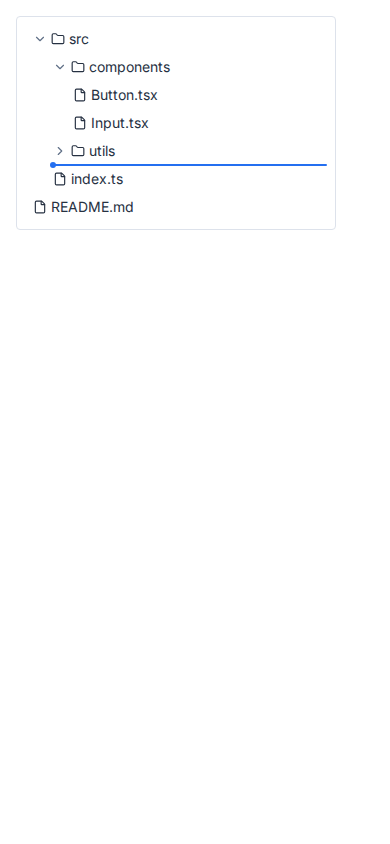 src
components
Button.tsx
Input.tsx
utils
index.ts
README.md